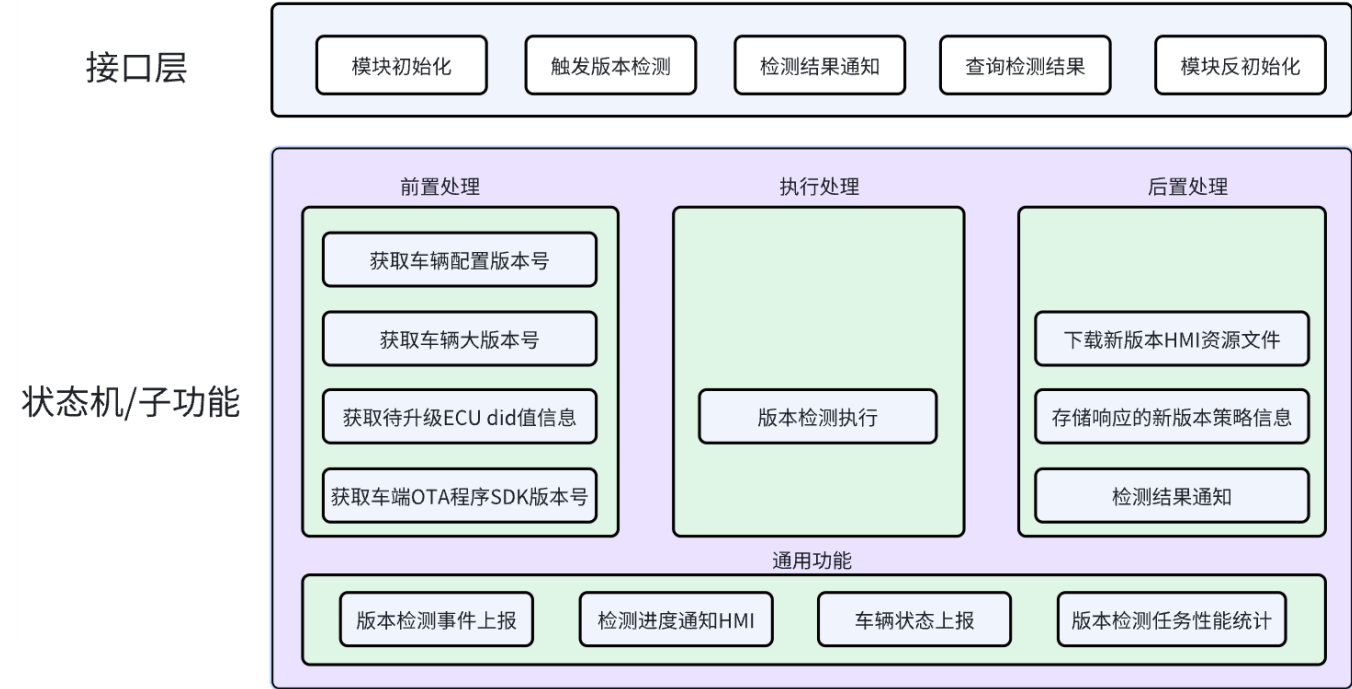 接口层
模块初始化
触发版本检测
检测结果通知
查询检测结果
模块反初始化
状态机/子功能
前置处理
获取车辆配置版本号
获取车辆大版本号
获取待升级ECU did值信息
获取车端OTA程序SDK版本号
执行处理
版本检测执行
后置处理
下载新版本HMI资源文件
存储响应的新版本策略信息
检测结果通知
通用功能
版本检测事件上报
检测进度通知HMI
车辆状态上报
版本检测任务性能统计